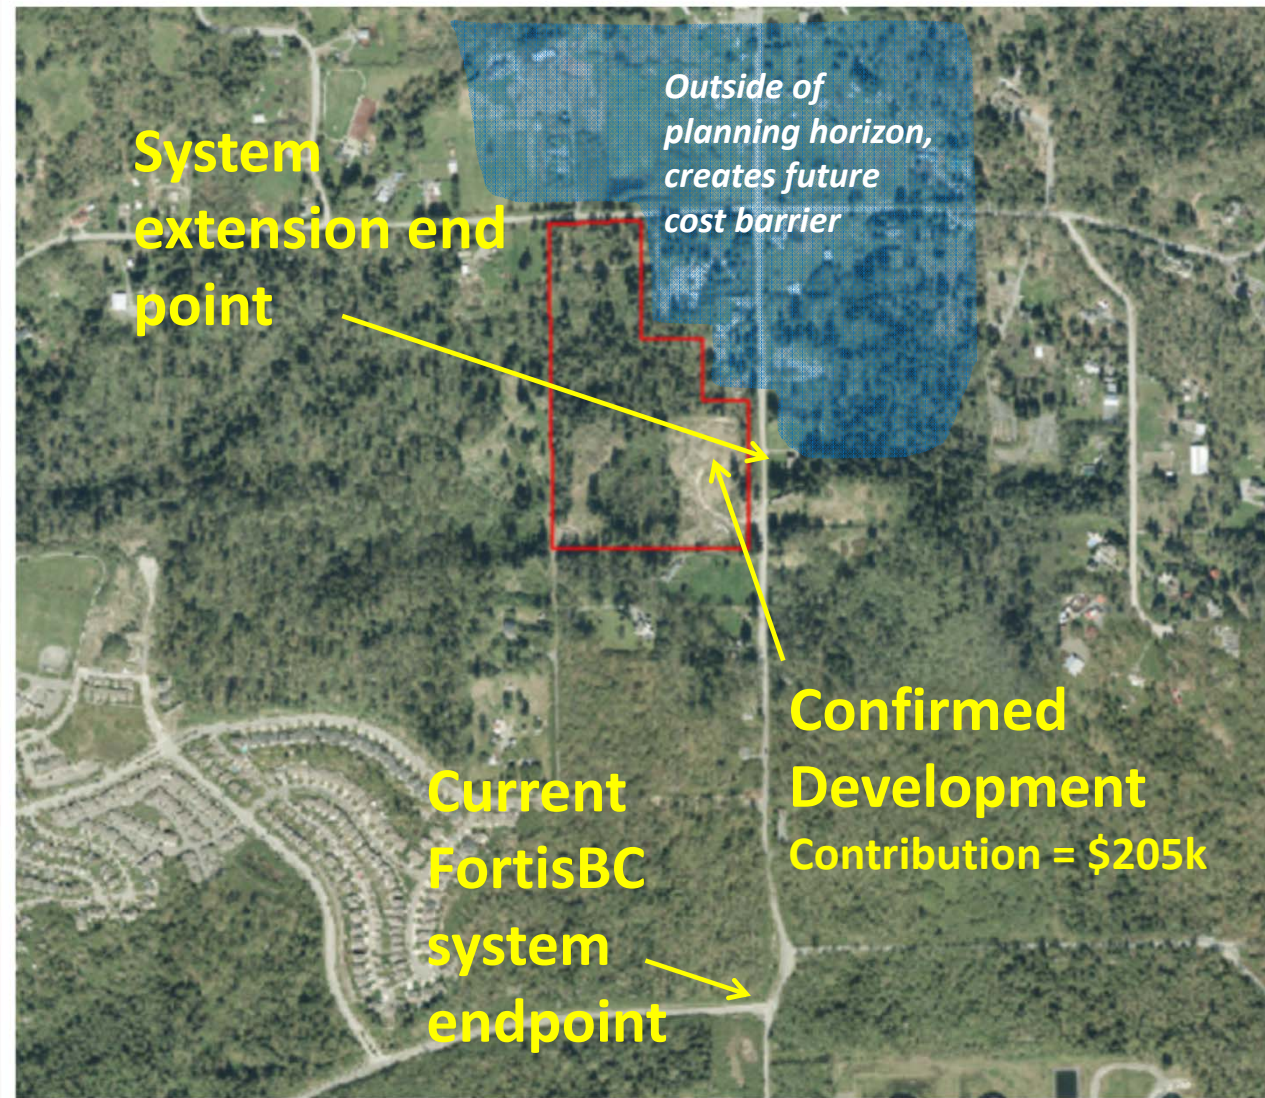 Outside of
planning horizon,
creates future
cost barrier
System
extension end
point
Confirmed
Development
Contribution = $205k
Current
FortisBC
system
endpoint